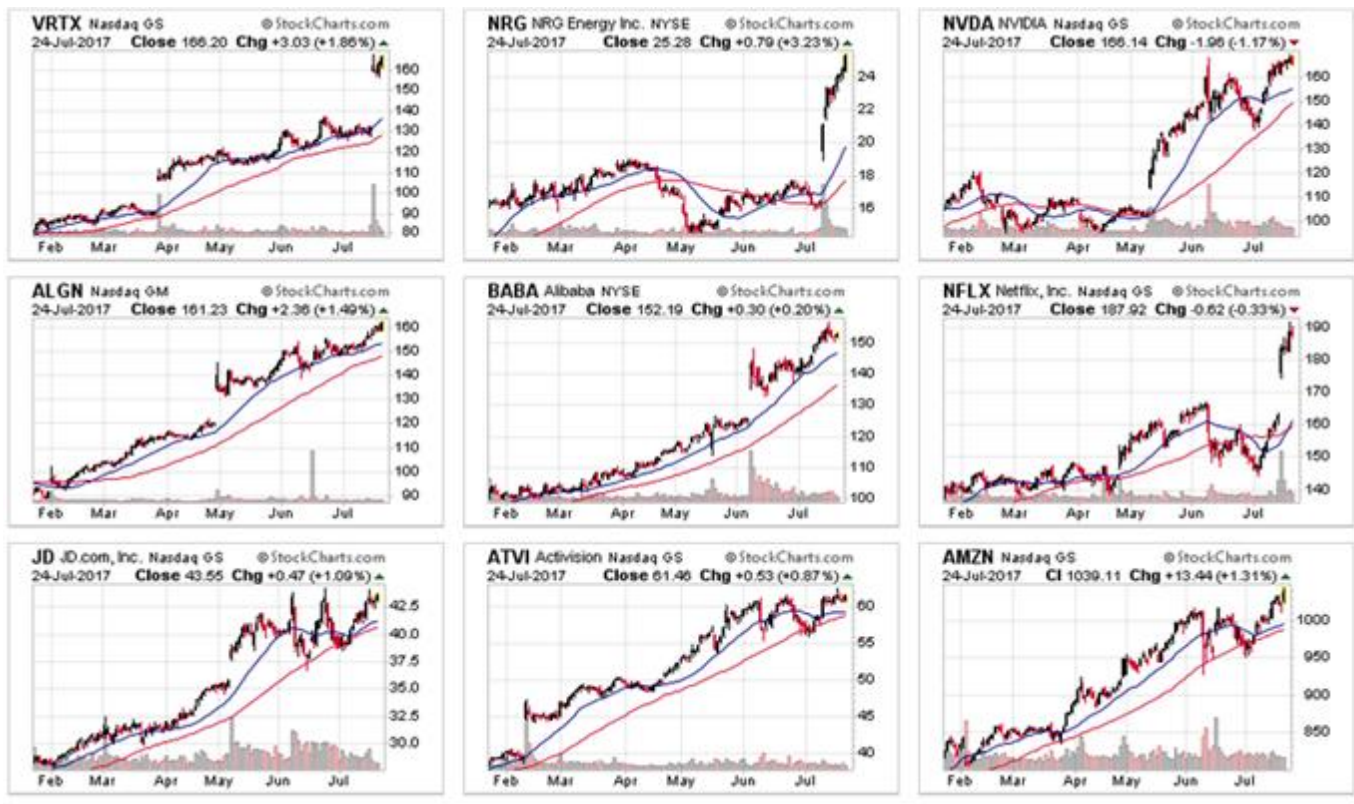 VRTX Nasdaq GS © StockCharts.com
24-Jul-2017 Close 166.20 Chg +3.03 (+1.86%)
160
150
140
130
120
110
100
90
80
Feb Mar Apr May Jun Jul
NRG NRG Energy Inc. NYSE © StockCharts.com
24-Jul-2017 Close 25.28 Chg +0.79 (+3.23%)
24
22
20
18
16
Feb Mar Apr May Jun Jul
NVDA NVIDIA Nasdaq GS © StockCharts.com
24-Jul-2017 Close 166.14 Chg -1.96 (-1.17%)
160
150
140
130
120
110
100
Feb Mar Apr May Jun Jul
ALGN Nasdaq GM © StockCharts.com
24-Jul-2017 Close 161.23 Chg +2.36 (+1.49%)
160
150
140
130
120
110
100
90
Feb Mar Apr May Jun Jul
BABA Alibaba NYSE © StockCharts.com
24-Jul-2017 Close 152.19 Chg +0.30 (+0.20%)
150
140
130
120
110
100
Feb Mar Apr May Jun Jul
NFLX Netflix, Inc. Nasdaq GS © StockCharts.com
24-Jul-2017 Close 187.92 Chg -0.62 (-0.33%)
190
180
170
160
150
140
Feb Mar Apr May Jun Jul
JD JD.com, Inc. Nasdaq GS © StockCharts.com
24-Jul-2017 Close 43.55 Chg +0.47 (+1.09%)
42.5
40.0
37.5
35.0
32.5
30.0
Feb Mar Apr May Jun Jul
ATVI Activision Nasdaq GS © StockCharts.com
24-Jul-2017 Close 61.46 Chg +0.53 (+0.87%)
60
55
50
45
40
Feb Mar Apr May Jun Jul
AMZN Nasdaq GS © StockCharts.com
24-Jul-2017 Cl 1039.11 Chg +13.44 (+1.31%)
1000
950
900
850
Feb Mar Apr May Jun Jul